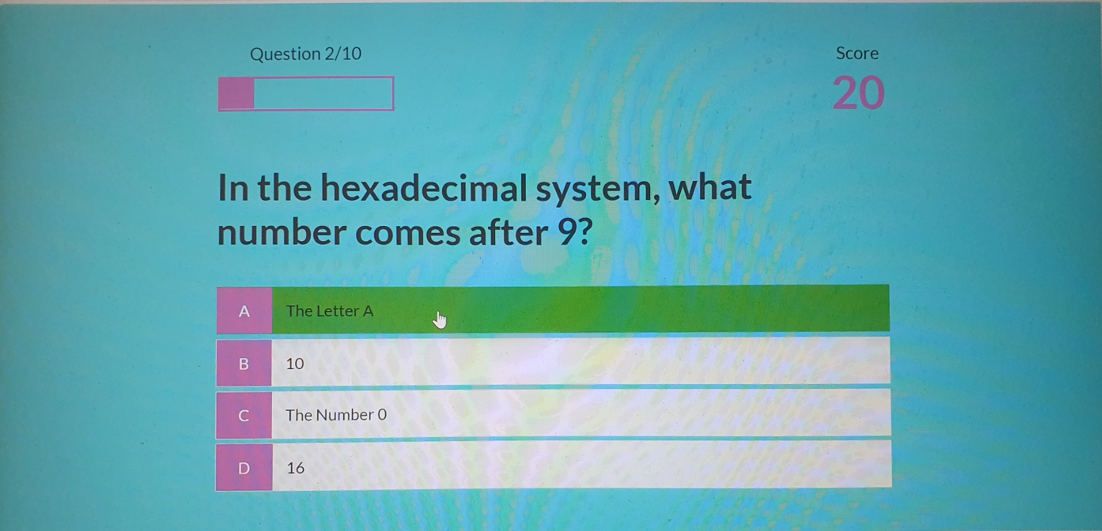 Question 2/10
Score
20
In the hexadecimal system, what
number comes after 9?
A The Letter A
B 10
C The Number 0
D 16